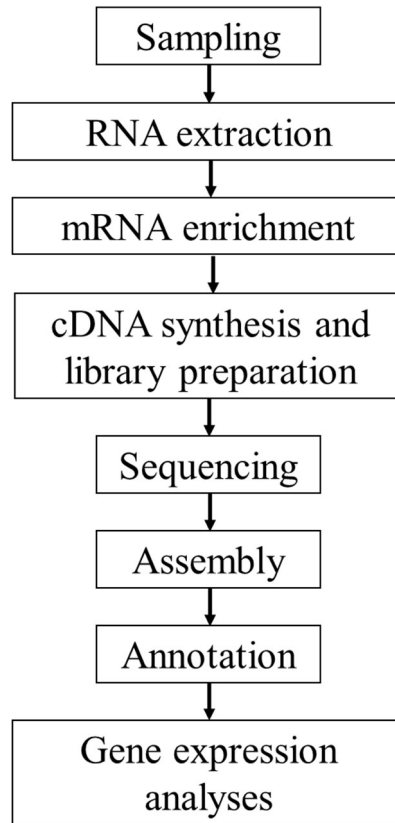 Sampling
RNA extraction
mRNA enrichment
cDNA synthesis and
library preparation
Sequencing
Assembly
Annotation
Gene expression
analyses